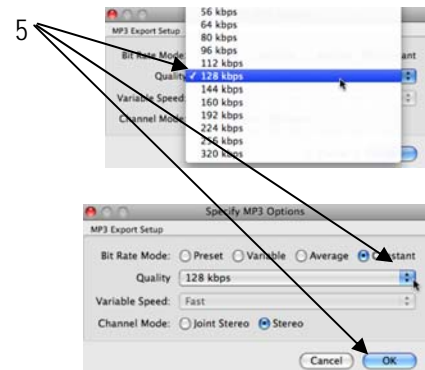 56 kbps
64 kbps
MP3 Export Setup
80 kbps
5
96 kbps
Bit Rate Mode
112 kbps
ant
Quality ✓ 128 kbps
144 kbps
Variable Speed
160 kbps
192 kbps
Channel Mode
224 kbps
256 kbps
320 kbps
Specify MP3 Options
MP3 Export Setup
Bit Rate Mode: Preset Variable Average Constant
Quality 128 kbps
Variable Speed: Fast
Channel Mode: Joint Stereo Stereo
Cancel OK